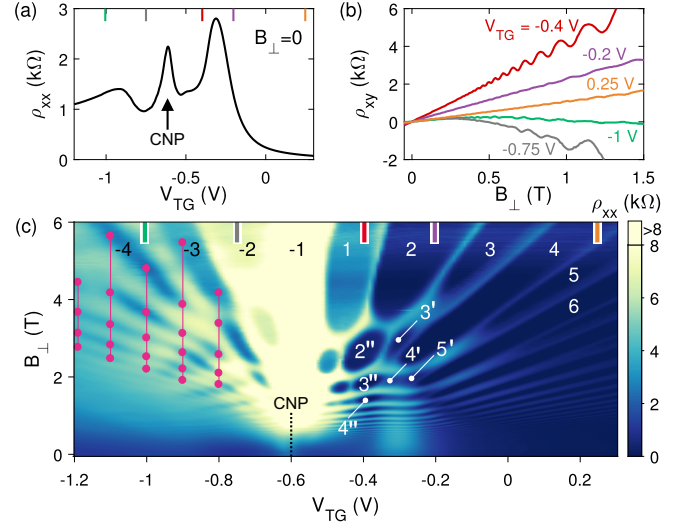 (a)
3
2
1
0
ρxx (kΩ)
B⊥=0
CNP
-1
-0.5
0
VTG (V)
(b)
6
4
2
0
-2
ρxy (kΩ)
VTG = -0.4 V
-0.2 V
0.25 V
-1 V
-0.75 V
0
0.5
1
1.5
B⊥ (T)
(c)
6
4
2
0
B⊥ (T)
-4
-3
-2
-1
1
2
3
4
5
6
3'
2''
4'
5'
3''
4''
CNP
-1.2
-1
-0.8
-0.6
-0.4
-0.2
0
0.2
VTG (V)
ρxx
(kΩ)
>8
8
6
4
2
0